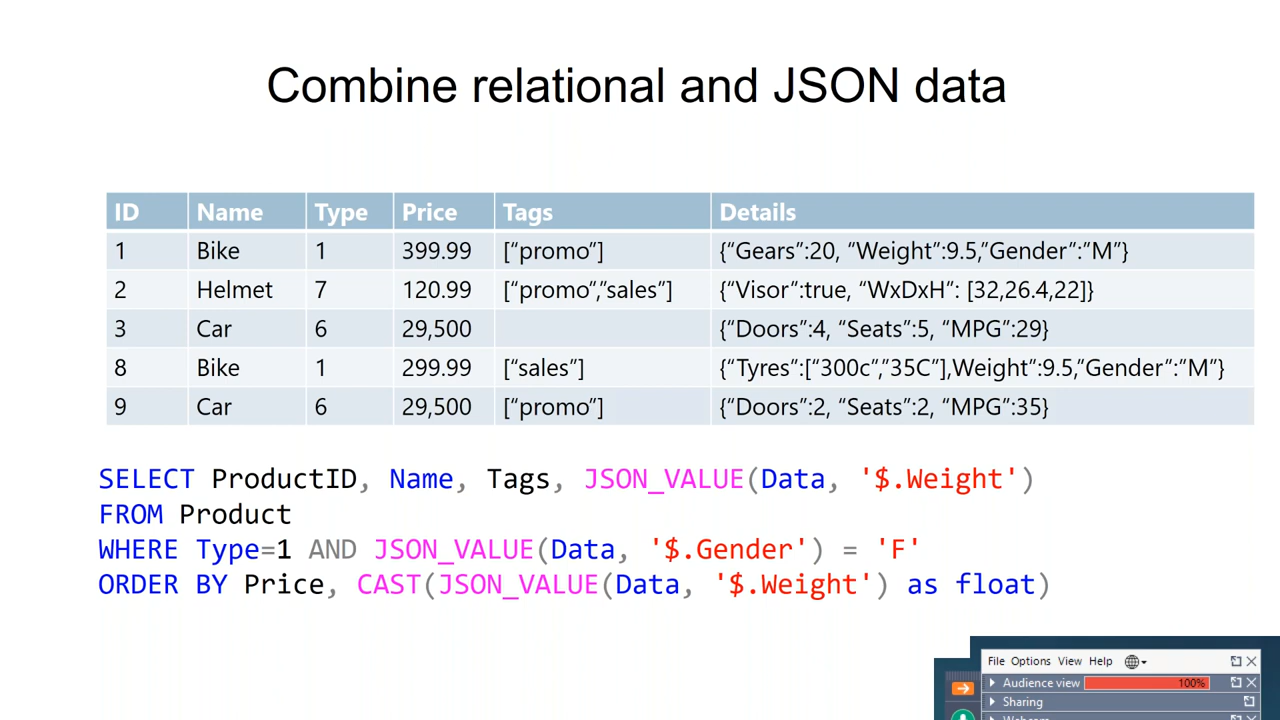 Combine relational and JSON data
ID Name Type Price Tags Details
1 Bike 1 399.99 [“promo”] {“Gears”:20, “Weight“:9.5,”Gender“:”M”}
2 Helmet 7 120.99 [“promo”,”sales”] {“Visor”:true, “WxDxH“: [32,26.4,22]}
3 Car 6 29,500 {“Doors”:4, “Seats“:5, “MPG“:29}
8 Bike 1 299.99 [“sales”] {“Tyres”:[“300c”,”35C”],Weight“:9.5,”Gender“:”M”}
9 Car 6 29,500 [“promo”] {“Doors”:2, “Seats“:2, “MPG“:35}
SELECT ProductID, Name, Tags, JSON_VALUE(Data, '$.Weight')
FROM Product
WHERE Type=1 AND JSON_VALUE(Data, '$.Gender') = 'F'
ORDER BY Price, CAST(JSON_VALUE(Data, '$.Weight') as float)
File Options View Help
Audience view 100%
Sharing
Webcam